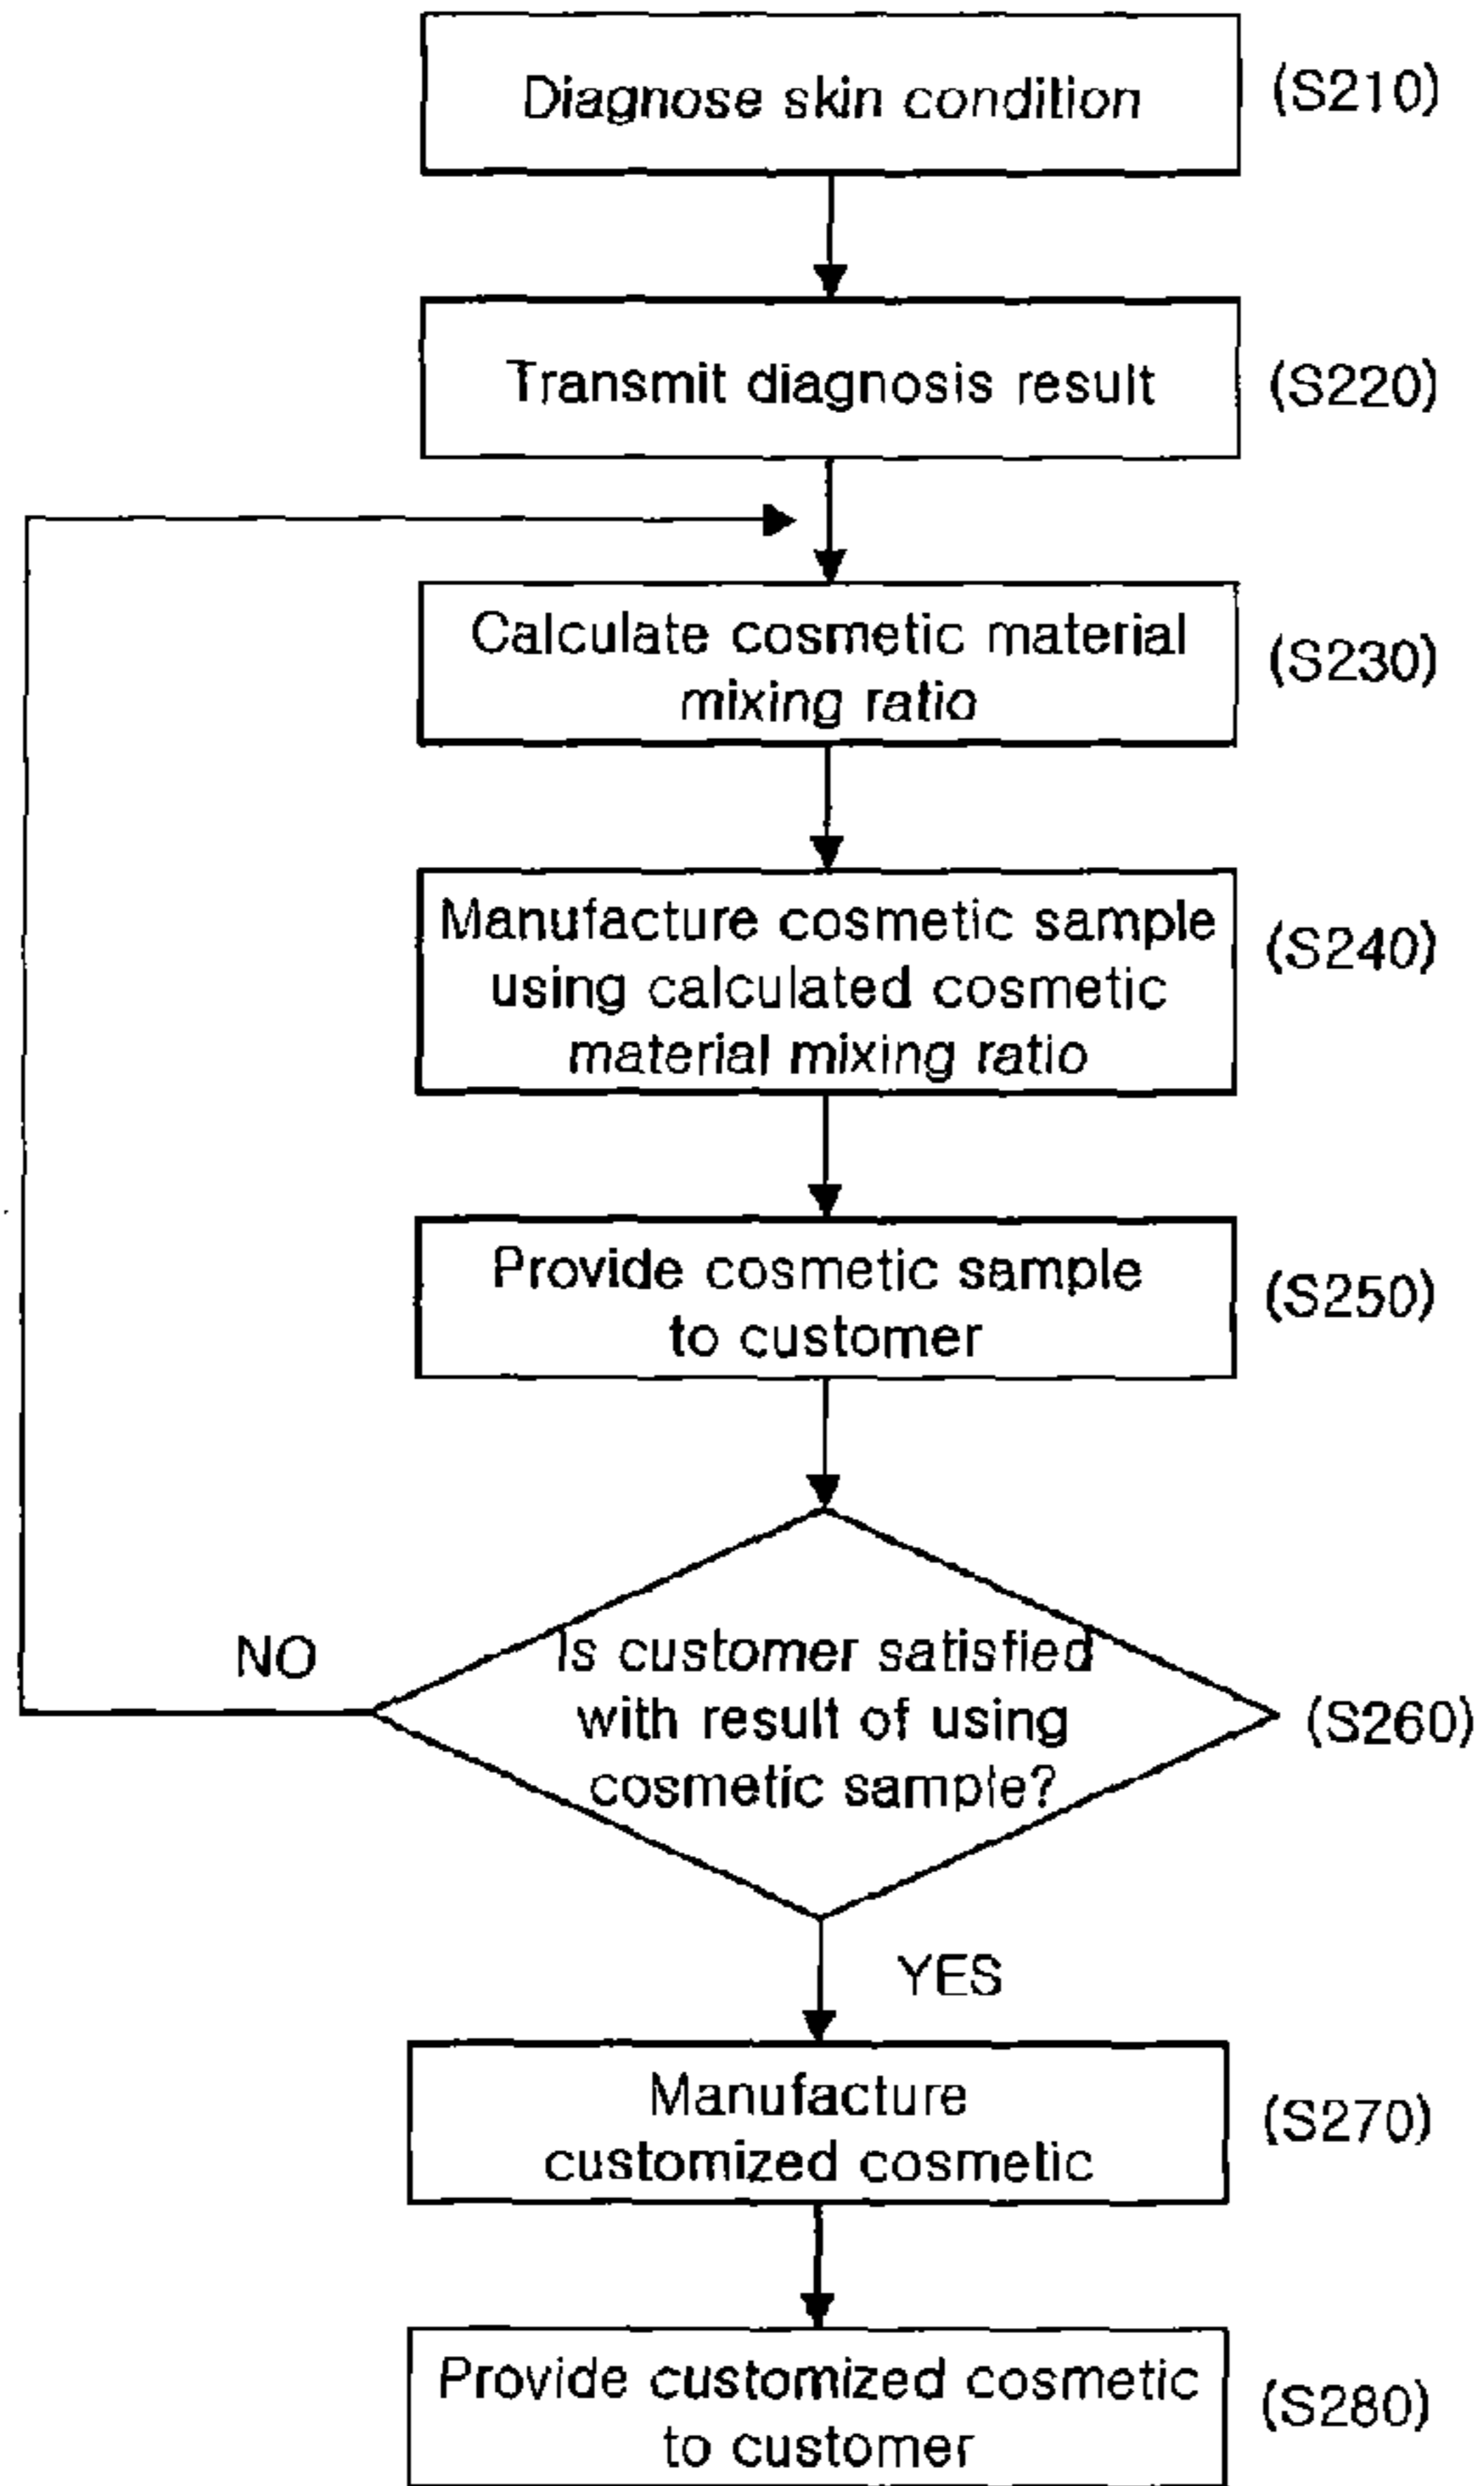 Diagnose skin condition
(S210)
Transmit diagnosis result
(S220)
Calculate cosmetic material
mixing ratio
(S230)
Manufacture cosmetic sample
using calculated cosmetic
material mixing ratio
(S240)
Provide cosmetic sample
to customer
(S250)
Is customer satisfied
with result of using
cosmetic sample?
(S260)
NO
YES
Manufacture
customized cosmetic
(S270)
Provide customized cosmetic
to customer
(S280)